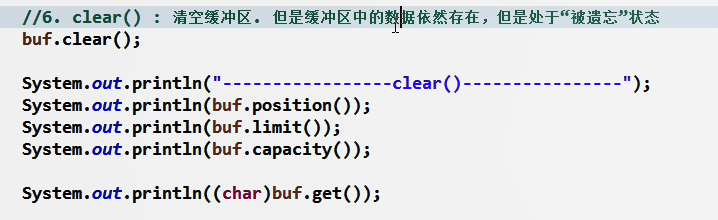 //6. clear() : 清空缓冲区. 但是缓冲区中的数据依然存在，但是处于“被遗忘”状态
buf.clear();
System.out.println("-----------------clear()----------------");
System.out.println(buf.position());
System.out.println(buf.limit());
System.out.println(buf.capacity());
System.out.println((char)buf.get());